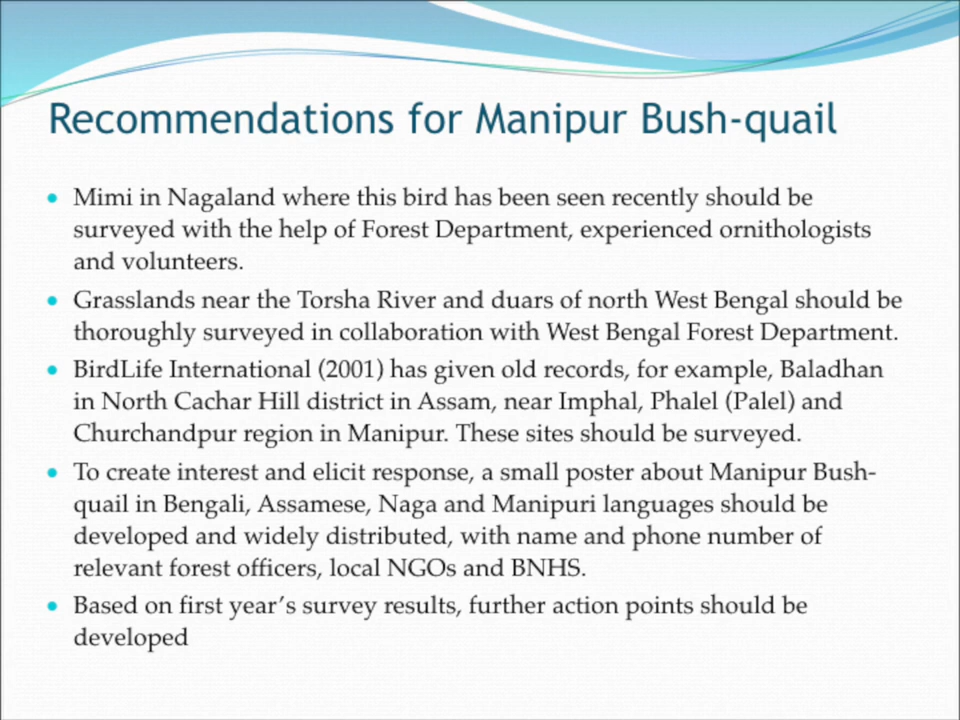 Recommendations for Manipur Bush-quail
• Mimi in Nagaland where this bird has been seen recently should be
surveyed with the help of Forest Department, experienced ornithologists
and volunteers.
• Grasslands near the Torsha River and duars of north West Bengal should be
thoroughly surveyed in collaboration with West Bengal Forest Department.
• BirdLife International (2001) has given old records, for example, Baladhan
in North Cachar Hill district in Assam, near Imphal, Phalel (Palel) and
Churchandpur region in Manipur. These sites should be surveyed.
• To create interest and elicit response, a small poster about Manipur Bush-
quail in Bengali, Assamese, Naga and Manipuri languages should be
developed and widely distributed, with name and phone number of
relevant forest officers, local NGOs and BNHS.
• Based on first year's survey results, further action points should be
developed